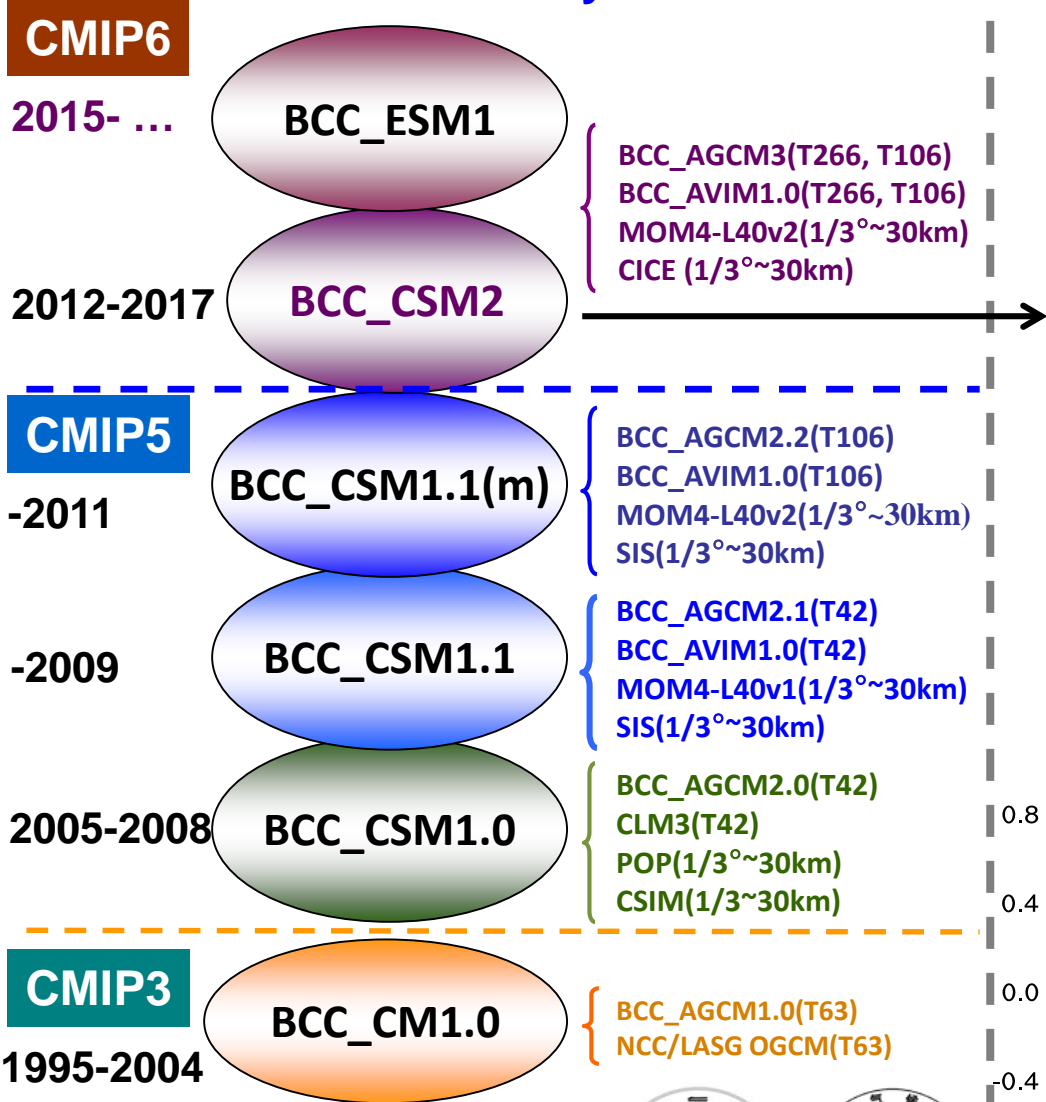 CMIP6
2015- …
BCC_ESM1
BCC_AGCM3(T266, T106)
BCC_AVIM1.0(T266, T106)
MOM4-L40v2(1/3°~30km)
CICE (1/3°~30km)
2012-2017
BCC_CSM2
CMIP5
-2011
BCC_CSM1.1(m)
BCC_AGCM2.2(T106)
BCC_AVIM1.0(T106)
MOM4-L40v2(1/3°~30km)
SIS(1/3°~30km)
-2009
BCC_CSM1.1
BCC_AGCM2.1(T42)
BCC_AVIM1.0(T42)
MOM4-L40v1(1/3°~30km)
SIS(1/3°~30km)
2005-2008
BCC_CSM1.0
BCC_AGCM2.0(T42)
CLM3(T42)
POP(1/3°~30km)
CSIM(1/3~30km)
0.8
0.4
CMIP3
1995-2004
BCC_CM1.0
BCC_AGCM1.0(T63)
NCC/LASG OGCM(T63)
0.0
-0.4